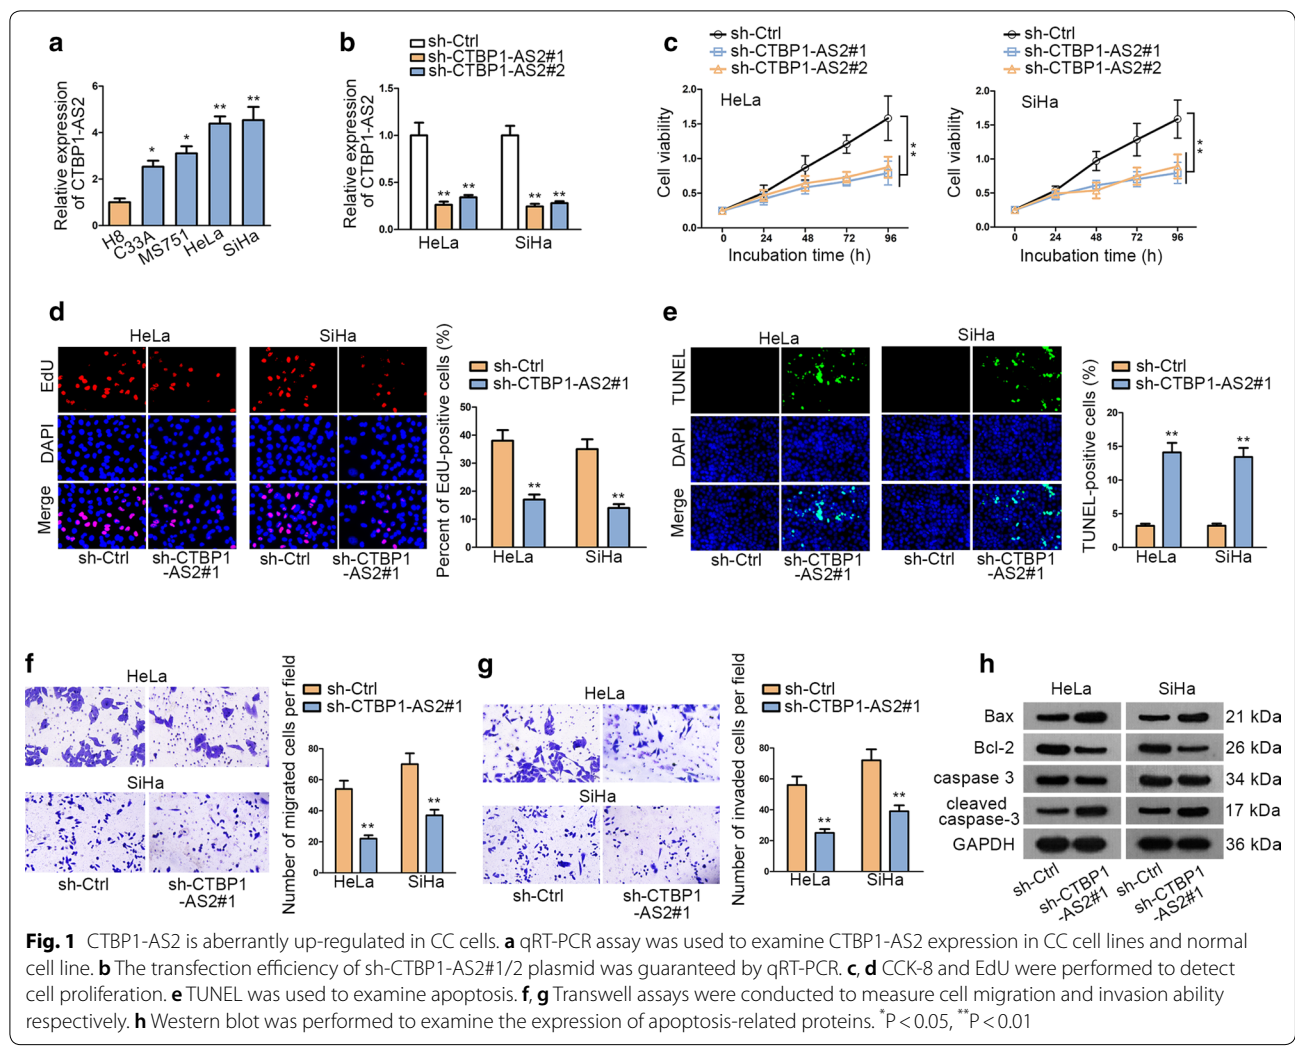 a
Relative expression
of CTBP1-AS2
6
4
2
0
* * ** **
H8 C33A MS751 HeLa SiHa
b
sh-Ctrl
sh-CTBP1-AS2#1
sh-CTBP1-AS2#2
Relative expression
of CTBP1-AS2
1.5
1.0
0.5
0.0
** ** ** **
HeLa SiHa
c
sh-Ctrl
sh-CTBP1-AS2#1
sh-CTBP1-AS2#2
HeLa
Cell viability
2.0
1.5
1.0
0.5
0.0
**
0 24 48 72 96
Incubation time (h)
sh-Ctrl
sh-CTBP1-AS2#1
sh-CTBP1-AS2#2
SiHa
Cell viability
2.0
1.5
1.0
0.5
0.0
**
0 24 48 72 96
Incubation time (h)
d
HeLa SiHa
EdU
DAPI
Merge
sh-Ctrl sh-CTBP1 sh-Ctrl sh-CTBP1
-AS2#1 -AS2#1
Percent of EdU-positive cells (%)
sh-Ctrl
sh-CTBP1-AS2#1
50
40
30
20
10
0
** **
HeLa SiHa
e
HeLa SiHa
TUNEL
DAPI
Merge
sh-Ctrl sh-CTBP1 sh-Ctrl sh-CTBP1
-AS2#1 -AS2#1
TUNEL-positive cells (%)
sh-Ctrl
sh-CTBP1-AS2#1
20
15
10
5
0
** **
HeLa SiHa
f
HeLa
SiHa
sh-Ctrl sh-CTBP1
-AS2#1
Number of migrated cells per field
sh-Ctrl
sh-CTBP1-AS2#1
80
60
40
20
0
** **
HeLa SiHa
g
HeLa
SiHa
sh-Ctrl sh-CTBP1
-AS2#1
Number of invaded cells per field
sh-Ctrl
sh-CTBP1-AS2#1
80
60
40
20
0
** **
HeLa SiHa
h
HeLa SiHa
Bax 21 kDa
Bcl-2 26 kDa
caspase 3 34 kDa
cleaved
caspase-3 17 kDa
GAPDH 36 kDa
sh-Ctrl sh-CTBP1 sh-Ctrl sh-CTBP1
-AS2#1 -AS2#1
Fig. 1 CTBP1-AS2 is aberrantly up-regulated in CC cells. a qRT-PCR assay was used to examine CTBP1-AS2 expression in CC cell lines and normal
cell line. b The transfection efficiency of sh-CTBP1-AS2#1/2 plasmid was guaranteed by qRT-PCR. c, d CCK-8 and EdU were performed to detect
cell proliferation. e TUNEL was used to examine apoptosis. f, g Transwell assays were conducted to measure cell migration and invasion ability
respectively. h Western blot was performed to examine the expression of apoptosis-related proteins. *P < 0.05, **P < 0.01